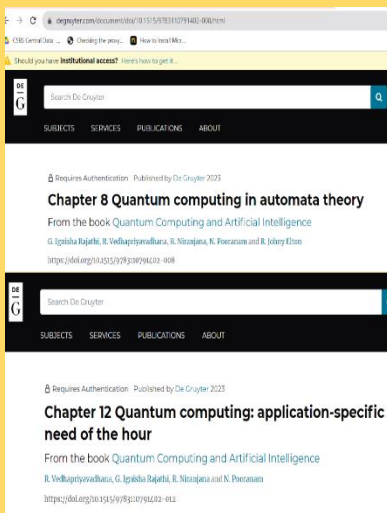 degruyter.com/document/doi/10.1515/9783110791402-008/html
CSBS Central Data ... Checking the proxy... How to Install Micr...
Should you have institutional access? Here's how to get it...
DE
G
Search De Gruyter
SUBJECTS SERVICES PUBLICATIONS ABOUT
Requires Authentication Published by De Gruyter 2023
Chapter 8 Quantum computing in automata theory
From the book Quantum Computing and Artificial Intelligence
G. Ignisha Rajathi, R. Vedhapriyavadhana, R. Niranjana, N. Pooranam and R. Johny Elton
https://doi.org/10.1515/9783110791402-008
DE
G
Search De Gruyter
SUBJECTS SERVICES PUBLICATIONS ABOUT
Requires Authentication Published by De Gruyter 2023
Chapter 12 Quantum computing: application-specific
need of the hour
From the book Quantum Computing and Artificial Intelligence
R. Vedhapriyavadhana, G. Ignisha Rajathi, R. Niranjana and N. Pooranam
https://doi.org/10.1515/9783110791402-012